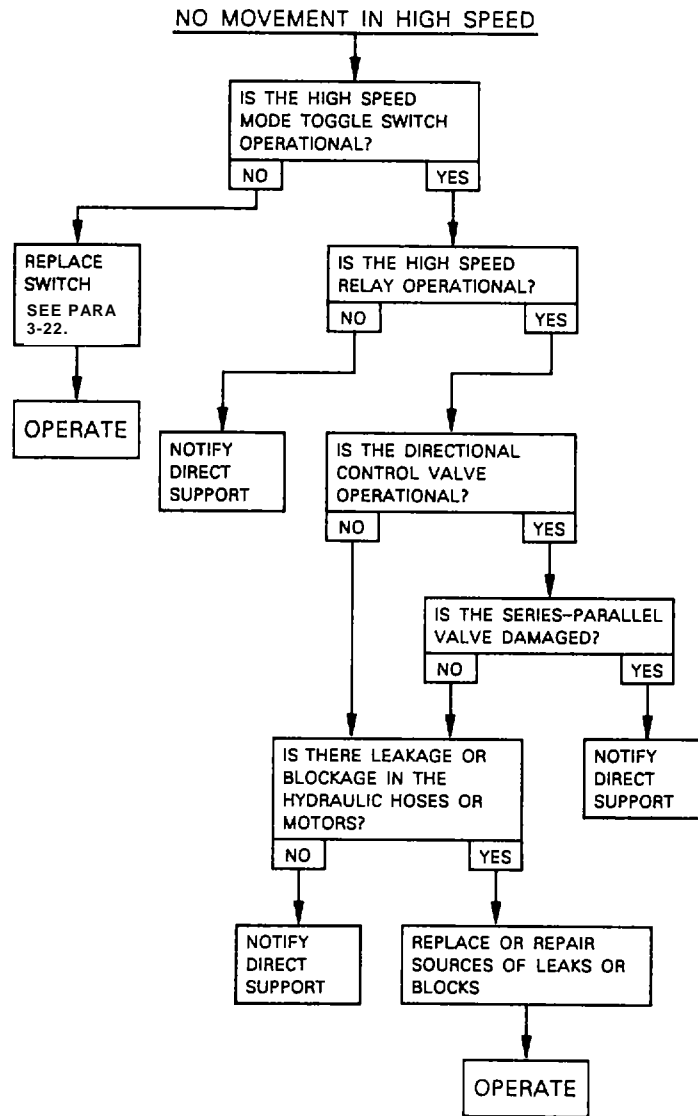 NO MOVEMENT IN HIGH SPEED
IS THE HIGH SPEED
MODE TOGGLE SWITCH
OPERATIONAL?
NO
YES
REPLACE
SWITCH
SEE PARA
3-22.
OPERATE
IS THE HIGH SPEED
RELAY OPERATIONAL?
NO
YES
NOTIFY
DIRECT
SUPPORT
IS THE DIRECTIONAL
CONTROL VALVE
OPERATIONAL?
NO
YES
IS THE SERIES-PARALLEL
VALVE DAMAGED?
NO
YES
NOTIFY
DIRECT
SUPPORT
IS THERE LEAKAGE OR
BLOCKAGE IN THE
HYDRAULIC HOSES OR
MOTORS?
NO
YES
NOTIFY
DIRECT
SUPPORT
REPLACE OR REPAIR
SOURCES OF LEAKS OR
BLOCKS
OPERATE